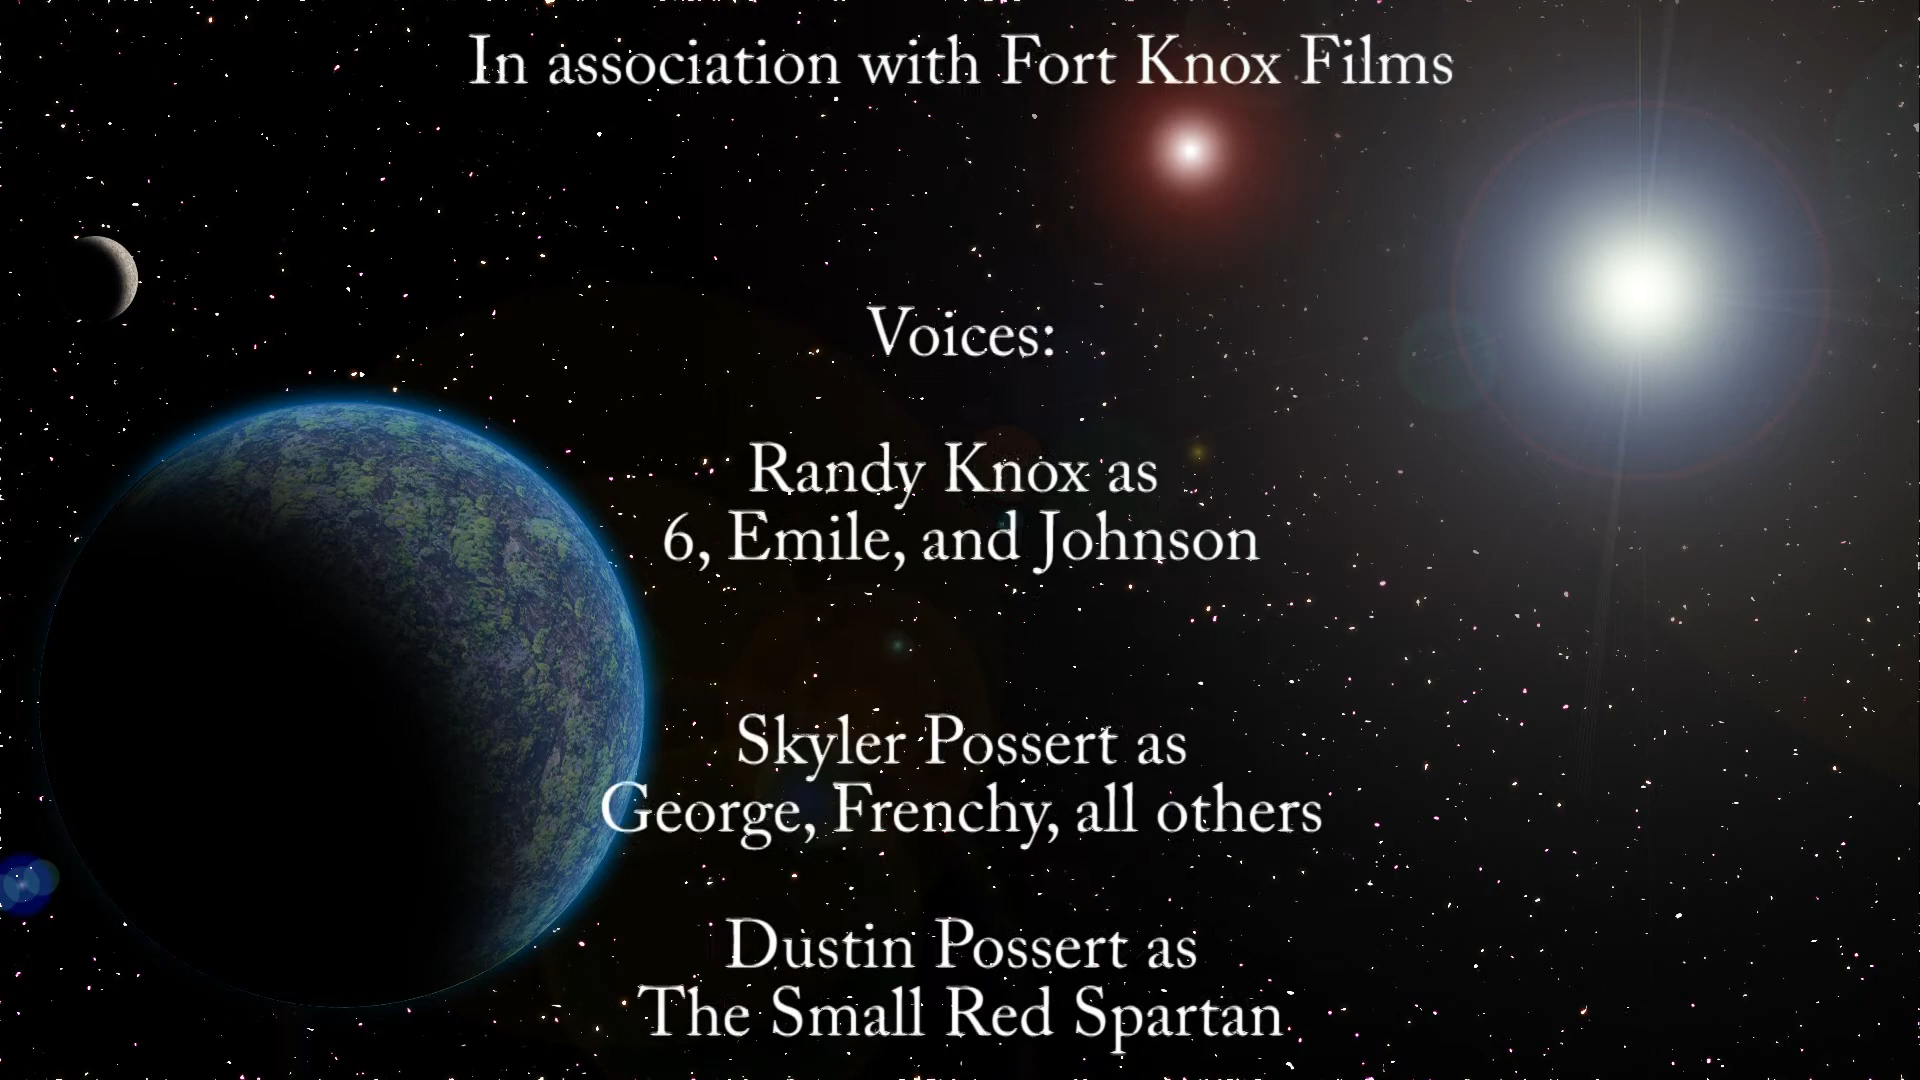 In association with Fort Knox Films
Voices:
Randy Knox as
6, Emile, and Johnson
Skyler Possert as
George, Frenchy, all others
Dustin Possert as
The Small Red Spartan